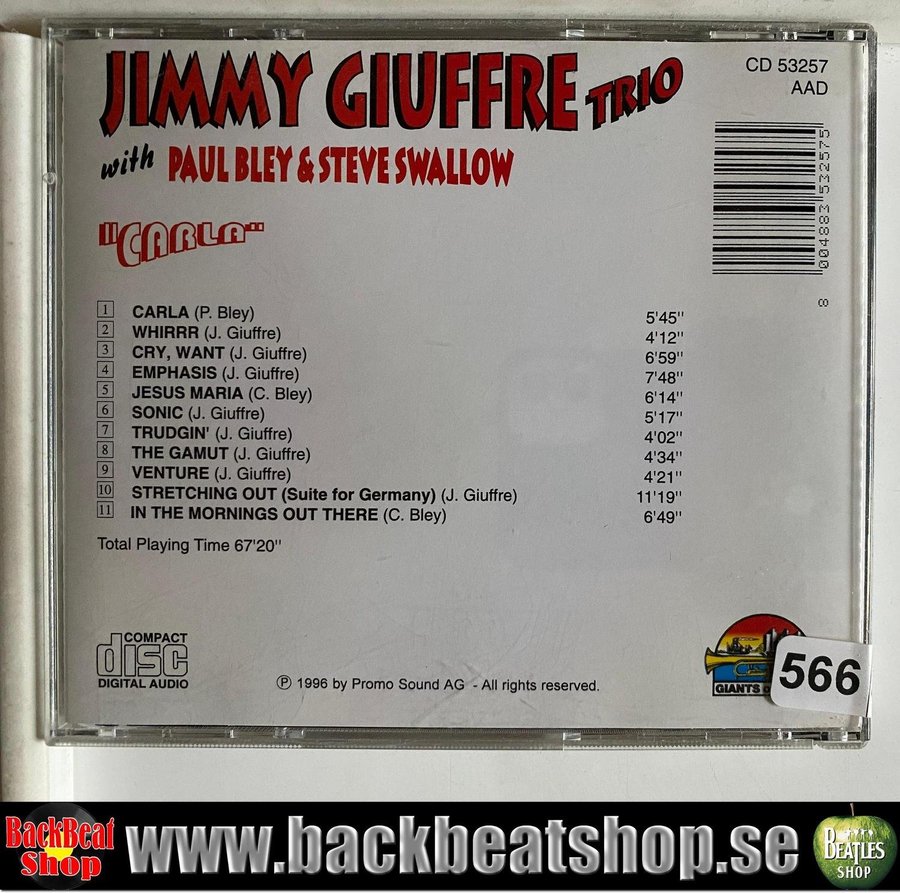 JIMMY GIUFFRE TRIO
with PAUL BLEY & STEVE SWALLOW
"CARLA"
CD 53257
AAD
8 00488 3 532575
1 CARLA (P. Bley) 5'45"
2 WHIRRR (J. Giuffre) 4'12"
3 CRY, WANT (J. Giuffre) 6'59"
4 EMPHASIS (J. Giuffre) 7'48"
5 JESUS MARIA (C. Bley) 6'14"
6 SONIC (J. Giuffre) 5'17"
7 TRUDGIN' (J. Giuffre) 4'02"
8 THE GAMUT (J. Giuffre) 4'34"
9 VENTURE (J. Giuffre) 4'21"
10 STRETCHING OUT (Suite for Germany) (J. Giuffre) 11'19"
11 IN THE MORNINGS OUT THERE (C. Bley) 6'49"
Total Playing Time 67'20"
COMPACT
disc
DIGITAL AUDIO
℗ 1996 by Promo Sound AG - All rights reserved.
GIANTS
566
BackBeat
Shop
www.backbeatshop.se
BEATLES
SHOP